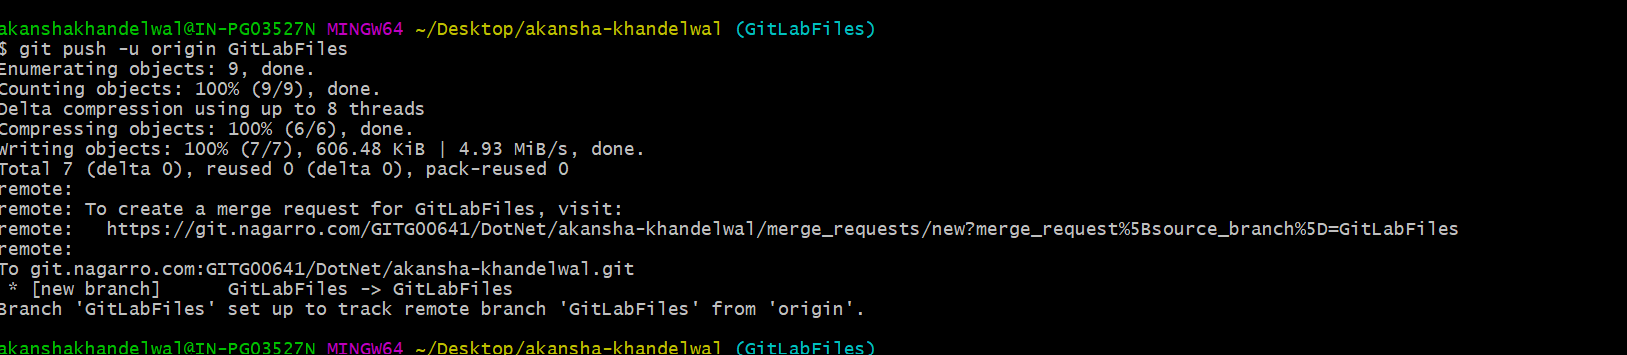 akanshakhandelwal@IN-PG03527N MINGW64 ~/Desktop/akansha-khandelwal (GitLabFiles)
$ git push -u origin GitLabFiles
Enumerating objects: 9, done.
Counting objects: 100% (9/9), done.
Delta compression using up to 8 threads
Compressing objects: 100% (6/6), done.
Writing objects: 100% (7/7), 606.48 KiB | 4.93 MiB/s, done.
Total 7 (delta 0), reused 0 (delta 0), pack-reused 0
remote:
remote: To create a merge request for GitLabFiles, visit:
remote:   https://git.nagarro.com/GITG00641/DotNet/akansha-khandelwal/merge_requests/new?merge_request%5Bsource_branch%5D=GitLabFiles
remote:
To git.nagarro.com:GITG00641/DotNet/akansha-khandelwal.git
 * [new branch]      GitLabFiles -> GitLabFiles
Branch 'GitLabFiles' set up to track remote branch 'GitLabFiles' from 'origin'.
akanshakhandelwal@IN-PG03527N MINGW64 ~/Desktop/akansha-khandelwal (GitLabFiles)